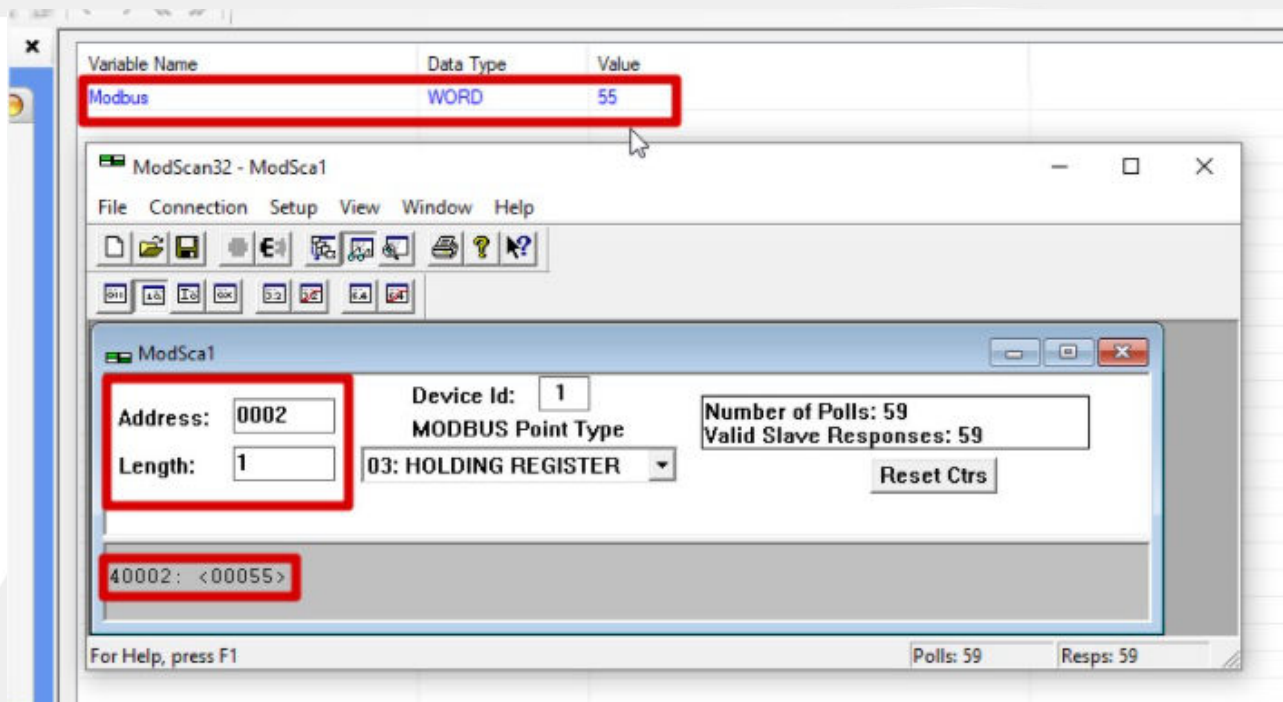 Variable Name Data Type Value
Modbus WORD 55
ModScan32 - ModSca1
File Connection Setup View Window Help
ModSca1
Address: 0002
Length: 1
Device Id: 1
MODBUS Point Type
03: HOLDING REGISTER
Number of Polls: 59
Valid Slave Responses: 59
Reset Ctrs
40002: <00055>
For Help, press F1 Polls: 59 Resps: 59